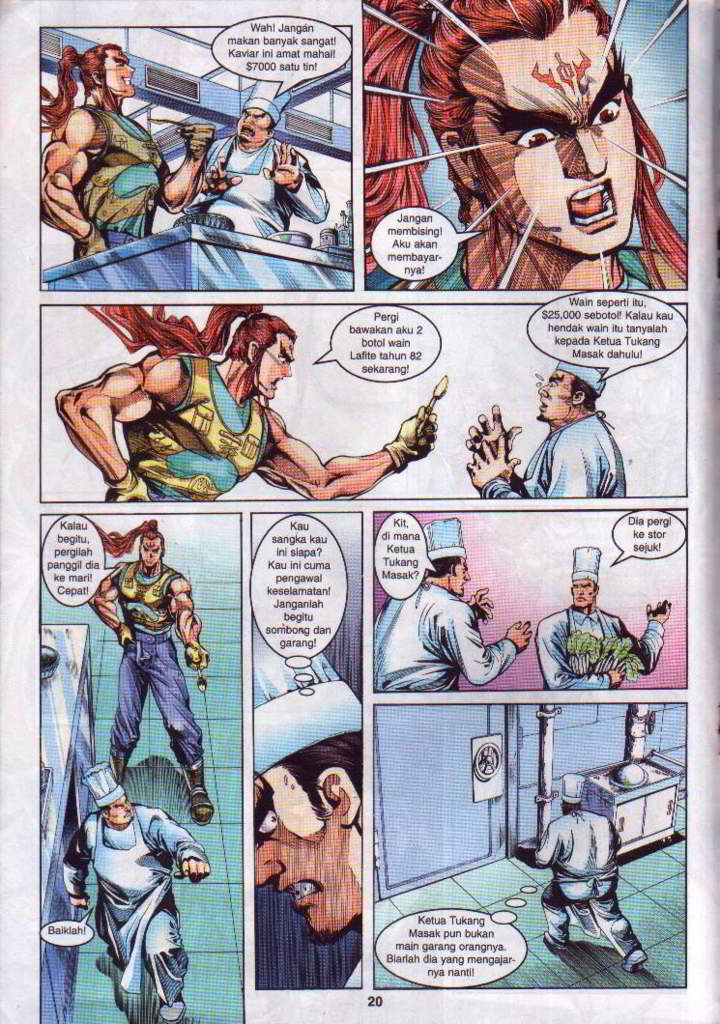 Wah! Jangan
makan banyak sangat!
Kaviar ini amat mahal!
$7000 satu tin!
Jangan
membising!
Aku akan
membayar-
nya!
Pergi
bawakan aku 2
botol wain
Lafite tahun 82
sekarang!
Wain seperti itu,
$25,000 sebotol! Kalau kau
hendak wain itu tanyalah
kepada Ketua Tukang
Masak dahulu!
Kalau
begitu,
pergilah
panggil dia
ke mari!
Cepat!
Baiklah!
Kau
sangka kau
ini siapa?
Kau ini cuma
pengawal
keselamatan!
Janganlah
begitu
sombong dan
garang!
Kit,
di mana
Ketua
Tukang
Masak?
Dia pergi
ke stor
sejuk!
Ketua Tukang
Masak pun bukan
main garang orangnya.
Biarlah dia yang mengajar-
nya nanti!
20